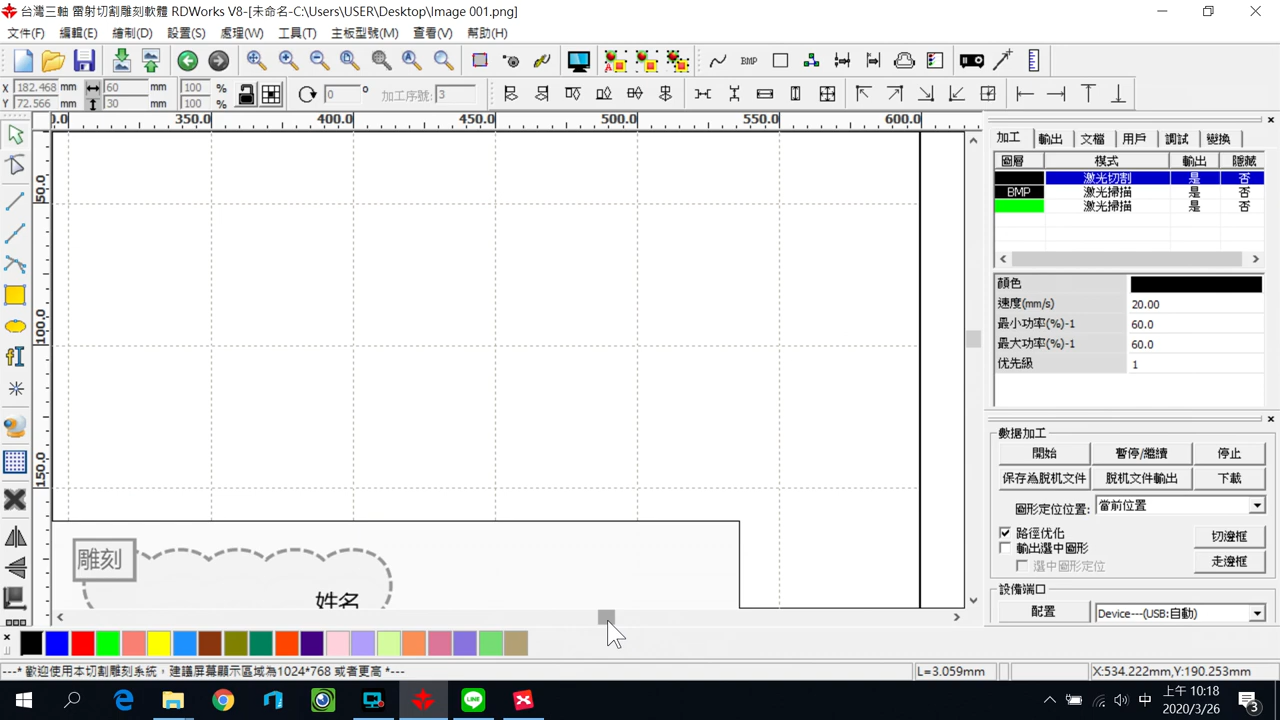 台灣三軸 雷射切割雕刻軟體 RDWorks V8-[未命名-C:\Users\USER\Desktop\Image 001.png]
文件(F) 編輯(E) 繪制(D) 設置(S) 處理(W) 工具(T) 主板型號(M) 查看(V) 幫助(H)
BMP
X 182.468 mm 60 mm 100 %
Y 72.566 mm 30 mm 100 %
0 ° 加工序號: 3
350.0 400.0 450.0 500.0 550.0 600.0
50.0
100.0
150.0
雕刻
姓名
加工 輸出 文檔 用戶 調試 變換
圖層 模式 輸出 隱藏
激光切割 是 否
BMP 激光掃描 是 否
激光掃描 是 否
顏色
速度(mm/s) 20.00
最小功率(%)-1 60.0
最大功率(%)-1 60.0
优先級 1
數据加工
開始 暫停/繼續 停止
保存為脫机文件 脫机文件輸出 下載
圖形定位位置: 當前位置
路徑优化 切邊框
輸出選中圖形
選中圖形定位 走邊框
設備端口
配置 Device---(USB:自動)
---* 歡迎使用本切割雕刻系統，建議屏幕顯示區域為1024*768 或者更高 *---
L=3.059mm X:534.222mm,Y:190.253mm
LINE
中 上午 10:18
2020/3/26
3